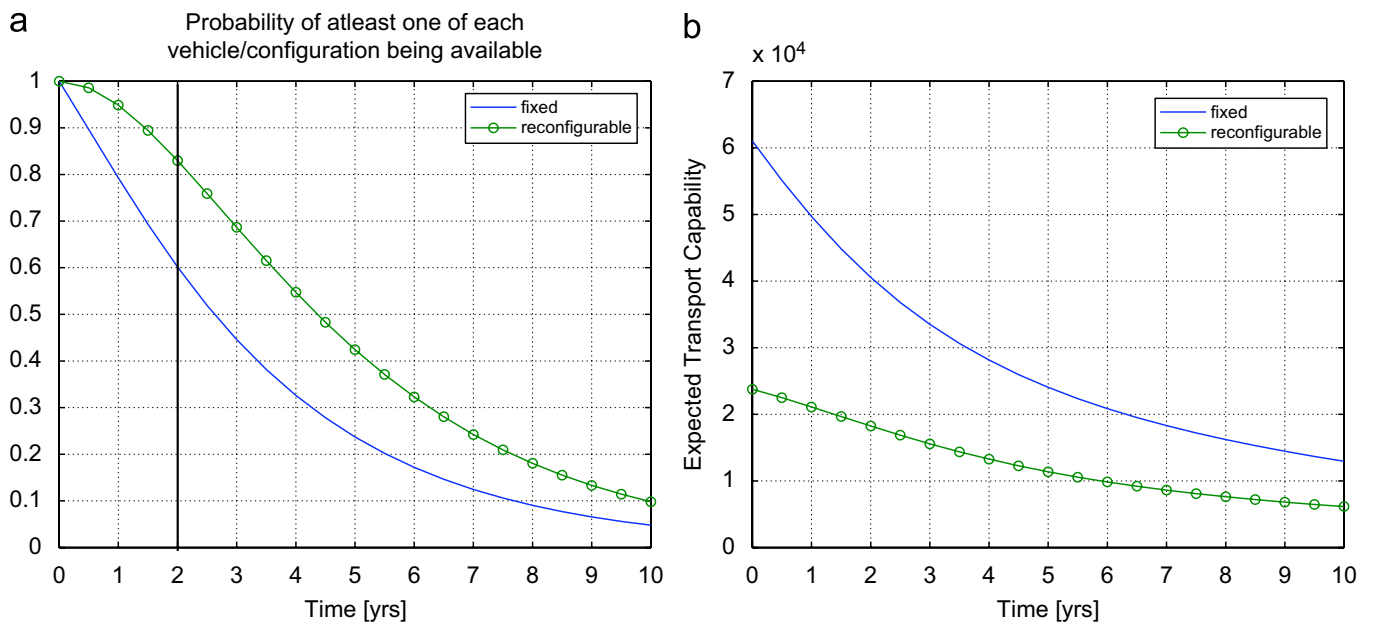 a
Probability of atleast one of each
vehicle/configuration being available
1
0.9
0.8
0.7
0.6
0.5
0.4
0.3
0.2
0.1
0
fixed
reconfigurable
0 1 2 3 4 5 6 7 8 9 10
Time [yrs]
b
x 10⁴
Expected Transport Capability
7
6
5
4
3
2
1
0
fixed
reconfigurable
0 1 2 3 4 5 6 7 8 9 10
Time [yrs]